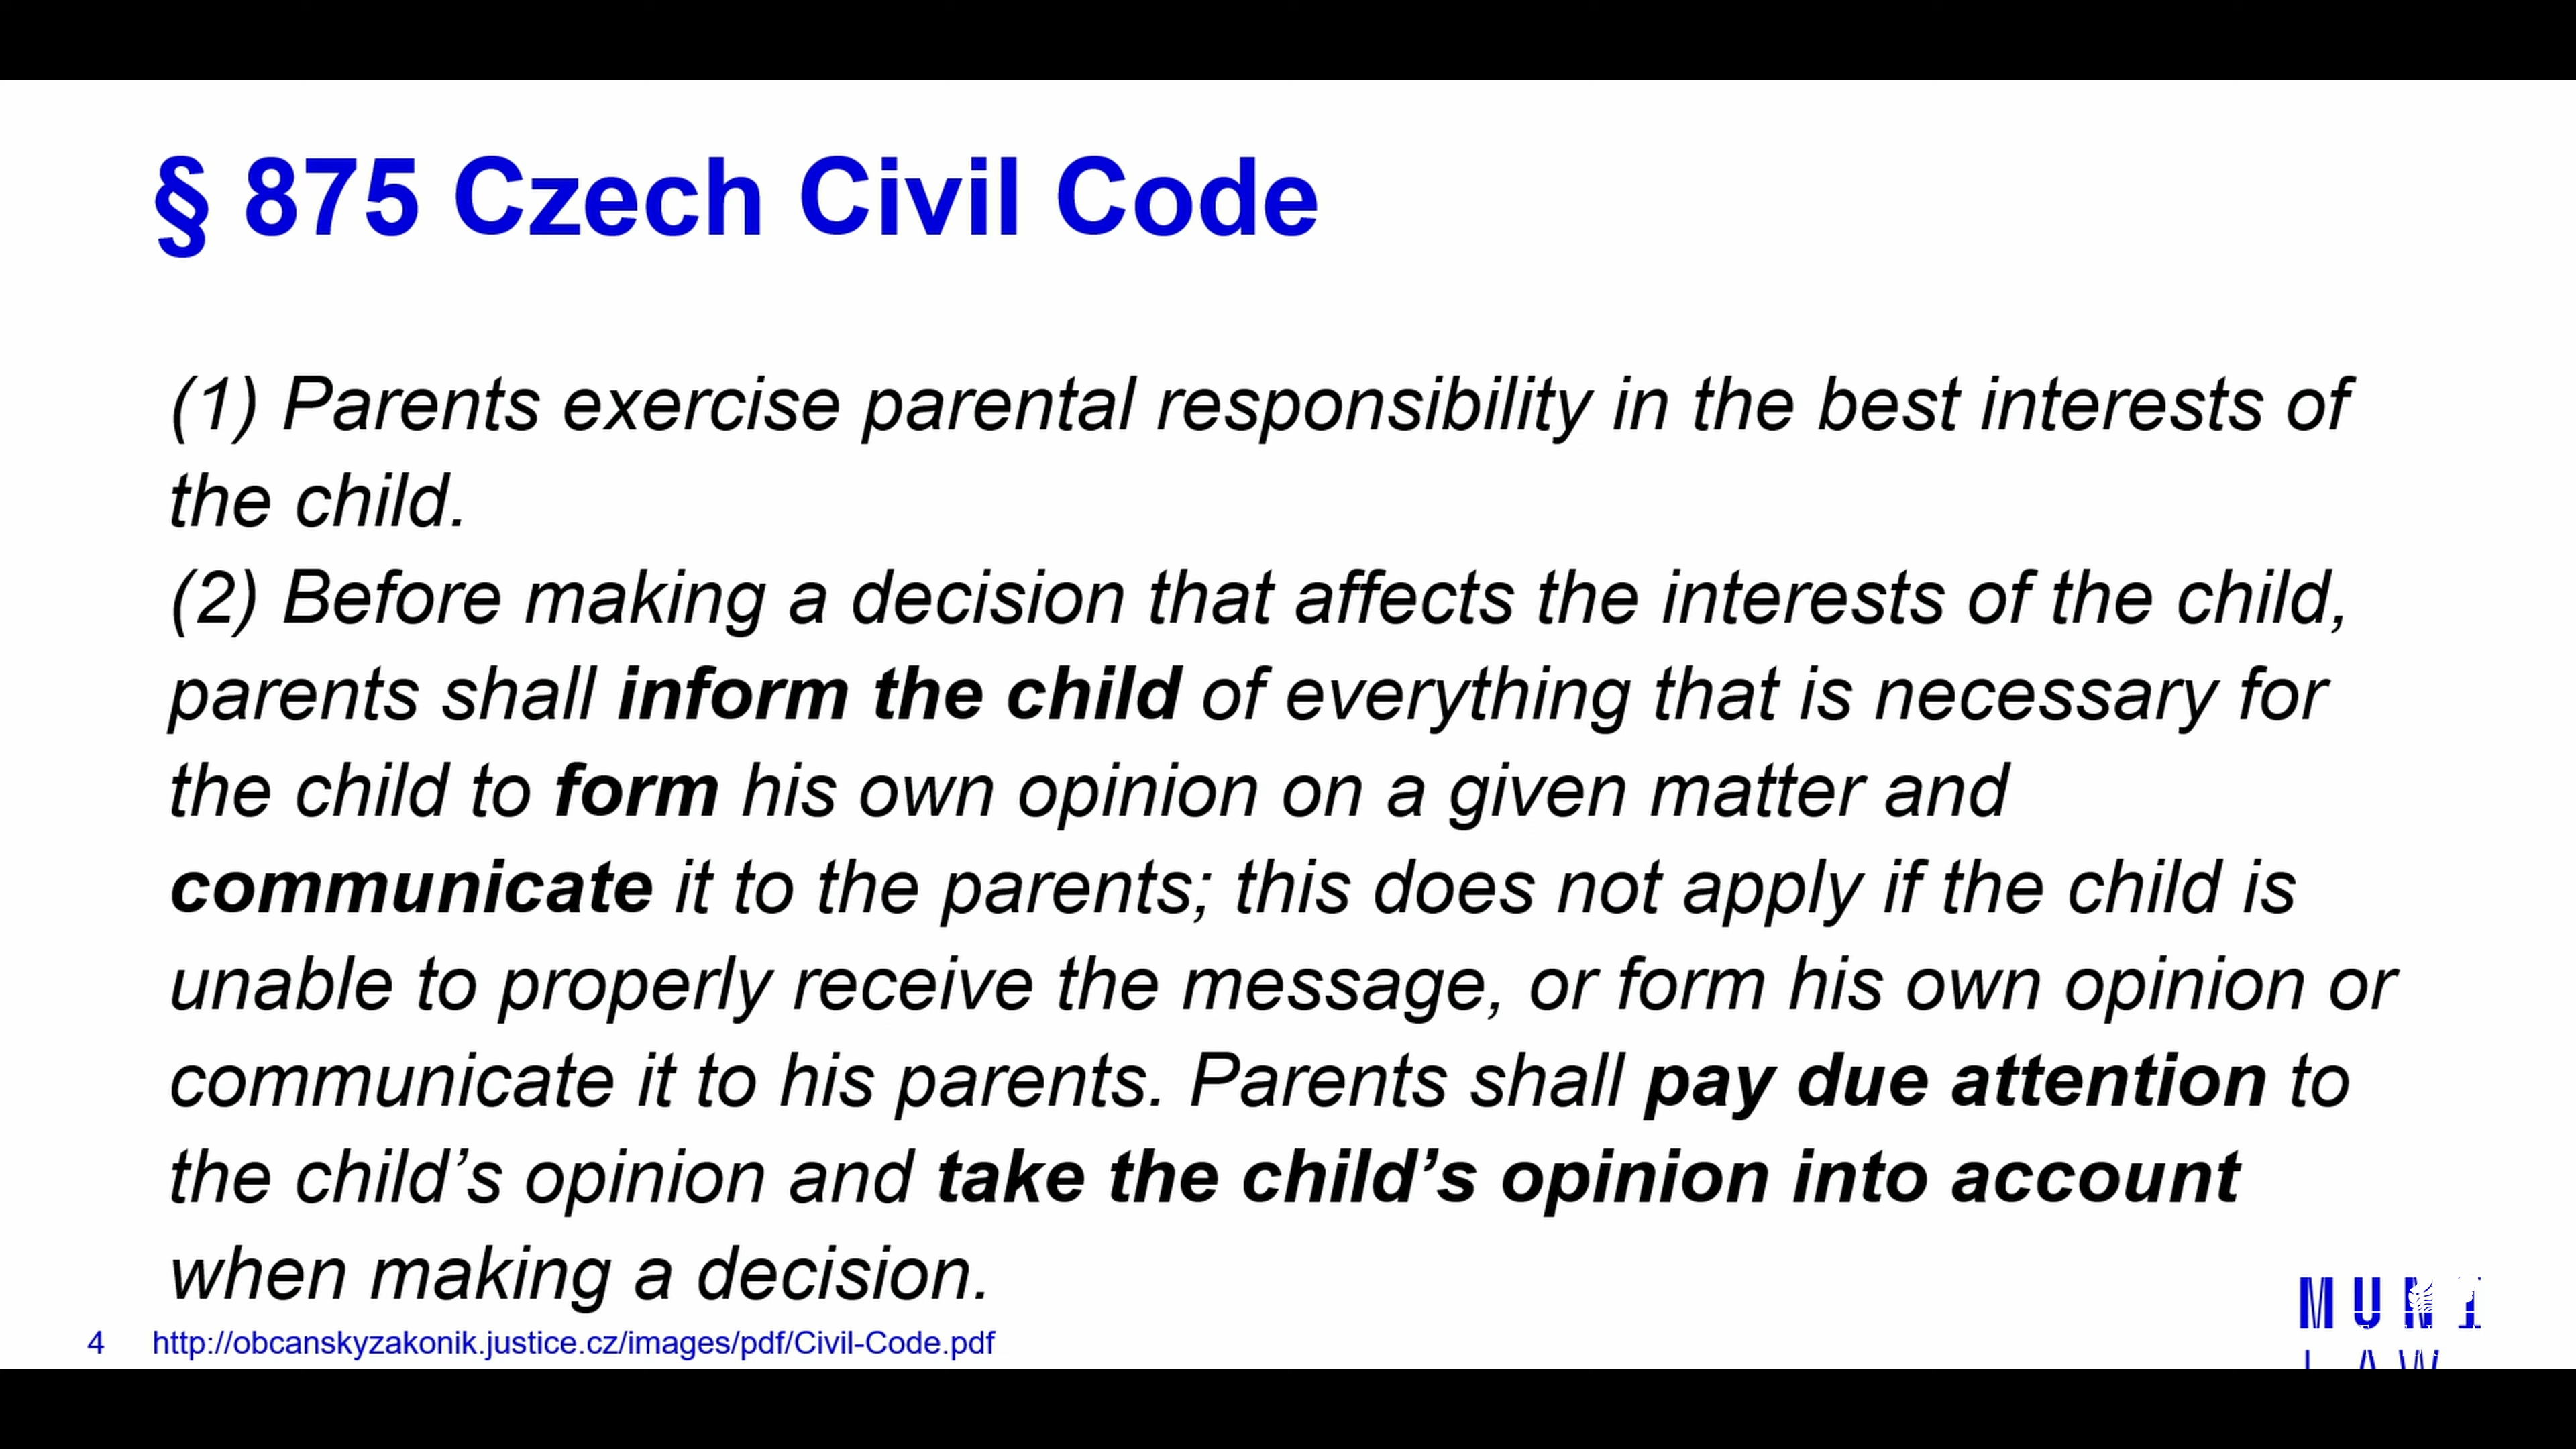 § 875 Czech Civil Code
(1) Parents exercise parental responsibility in the best interests of
the child.
(2) Before making a decision that affects the interests of the child,
parents shall inform the child of everything that is necessary for
the child to form his own opinion on a given matter and
communicate it to the parents; this does not apply if the child is
unable to properly receive the message, or form his own opinion or
communicate it to his parents. Parents shall pay due attention to
the child’s opinion and take the child’s opinion into account
when making a decision.
4 http://obcanskyzakonik.justice.cz/images/pdf/Civil-Code.pdf
MUNI
LAW